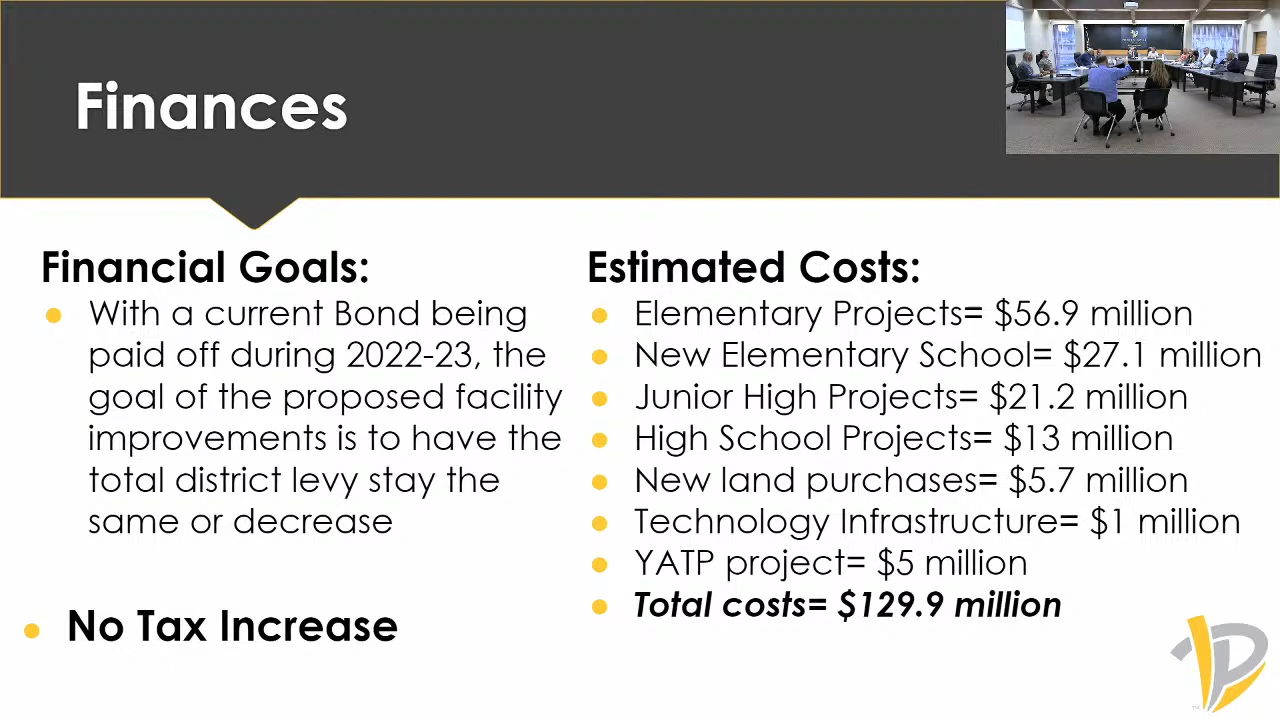 Finances
Financial Goals:
● With a current Bond being
paid off during 2022-23, the
goal of the proposed facility
improvements is to have the
total district levy stay the
same or decrease
● No Tax Increase
Estimated Costs:
● Elementary Projects= $56.9 million
● New Elementary School= $27.1 million
● Junior High Projects= $21.2 million
● High School Projects= $13 million
● New land purchases= $5.7 million
● Technology Infrastructure= $1 million
● YATP project= $5 million
● Total costs= $129.9 million